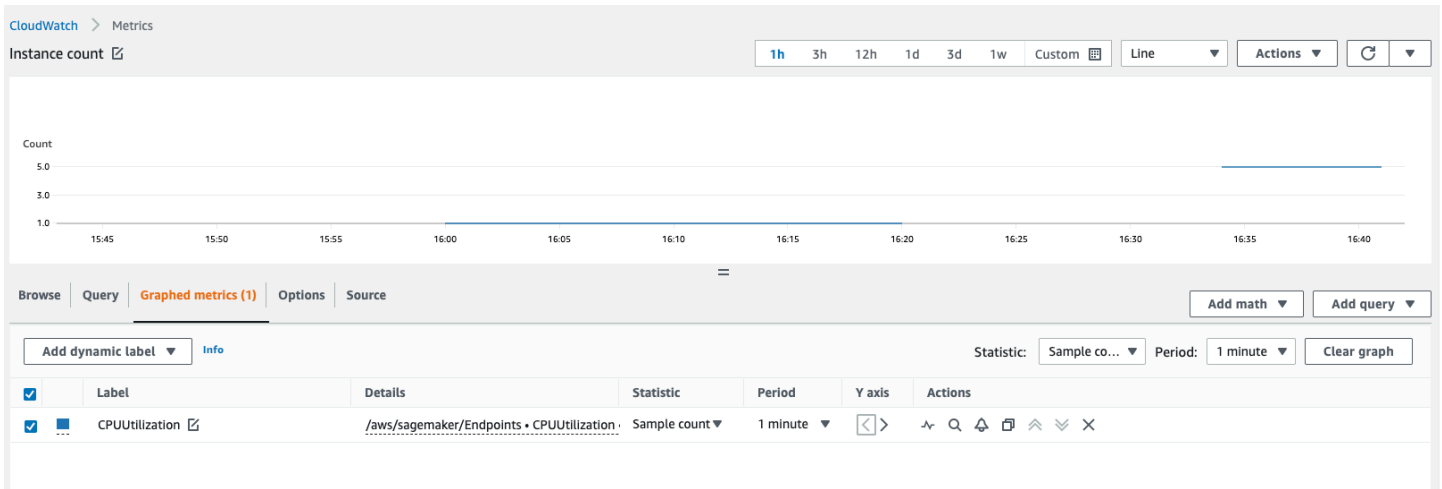 CloudWatch > Metrics
Instance count
1h 3h 12h 1d 3d 1w Custom Line Actions
Count
5.0
3.0
1.0
15:45 15:50 15:55 16:00 16:05 16:10 16:15 16:20 16:25 16:30 16:35 16:40
Browse Query Graphed metrics (1) Options Source
Add math Add query
Add dynamic label Info Statistic: Sample co... Period: 1 minute Clear graph
Label Details Statistic Period Y axis Actions
CPUUtilization /aws/sagemaker/Endpoints • CPUUtilization • Sample count 1 minute < >